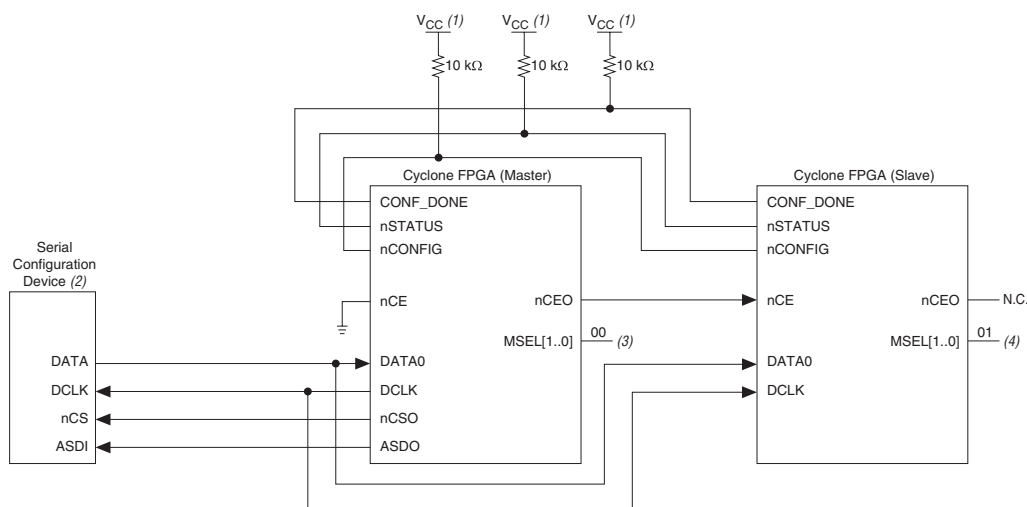 VCC (1) VCC (1) VCC (1)
10 kΩ 10 kΩ 10 kΩ
Cyclone FPGA (Master)
CONF_DONE
nSTATUS
nCONFIG
nCE
nCEO
MSEL[1..0]
00
(3)
DATA0
DCLK
nCSO
ASDO
Cyclone FPGA (Slave)
CONF_DONE
nSTATUS
nCONFIG
nCE
nCEO
N.C.
MSEL[1..0]
01
(4)
DATA0
DCLK
Serial
Configuration
Device (2)
DATA
DCLK
nCS
ASDI